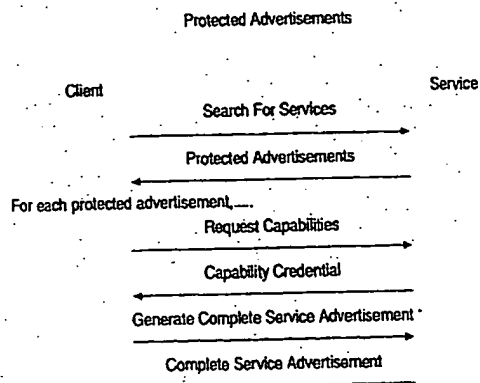 Protected Advertisements
Client
Service
Search For Services
Protected Advertisements
For each protected advertisement,....
Request Capabilities
Capability Credential
Generate Complete Service Advertisement
Complete Service Advertisement